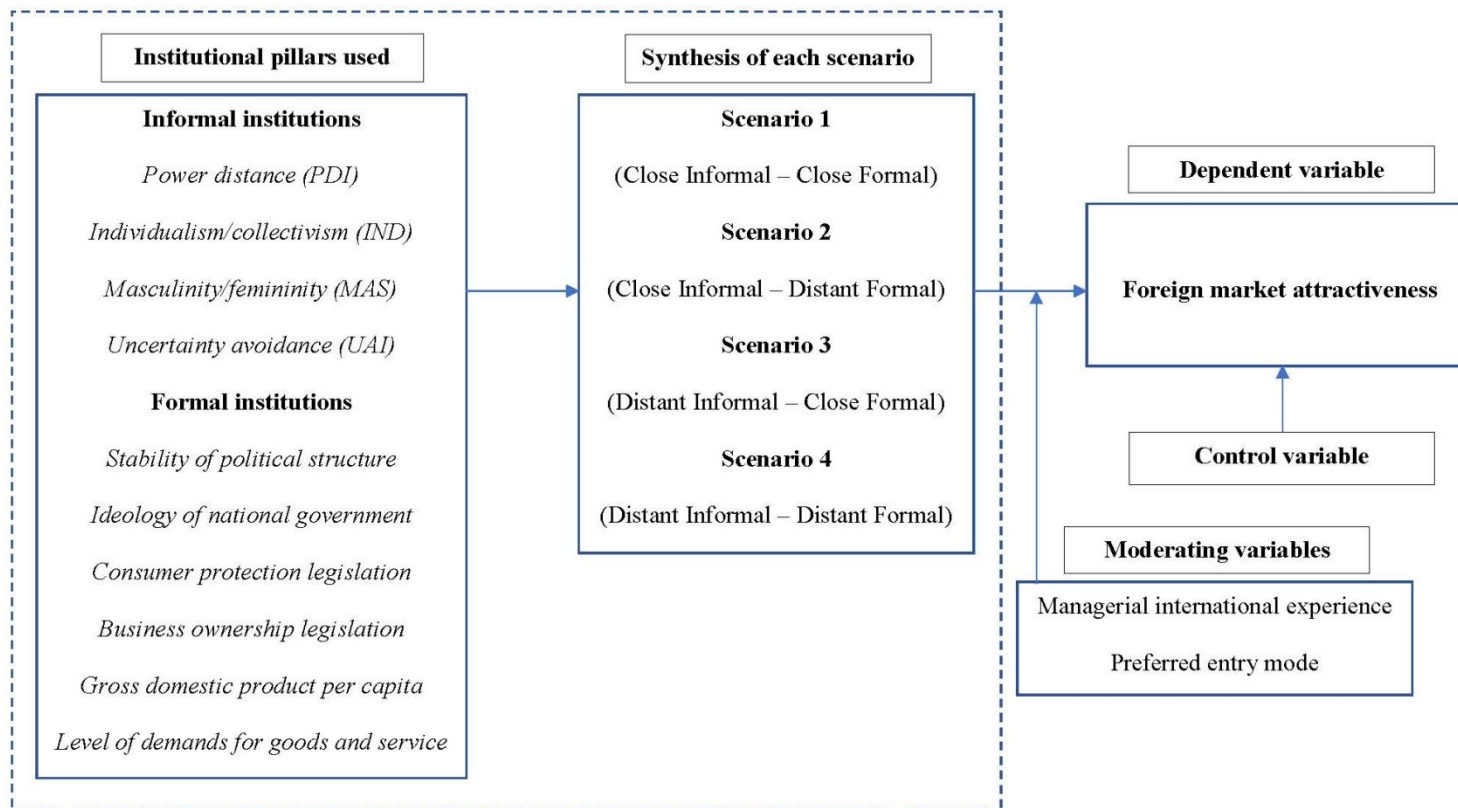 Institutional pillars used
Informal institutions
Power distance (PDI)
Individualism/collectivism (IND)
Masculinity/femininity (MAS)
Uncertainty avoidance (UAI)
Formal institutions
Stability of political structure
Ideology of national government
Consumer protection legislation
Business ownership legislation
Gross domestic product per capita
Level of demands for goods and service
Synthesis of each scenario
Scenario 1
(Close Informal – Close Formal)
Scenario 2
(Close Informal – Distant Formal)
Scenario 3
(Distant Informal – Close Formal)
Scenario 4
(Distant Informal – Distant Formal)
Dependent variable
Foreign market attractiveness
Control variable
Moderating variables
Managerial international experience
Preferred entry mode